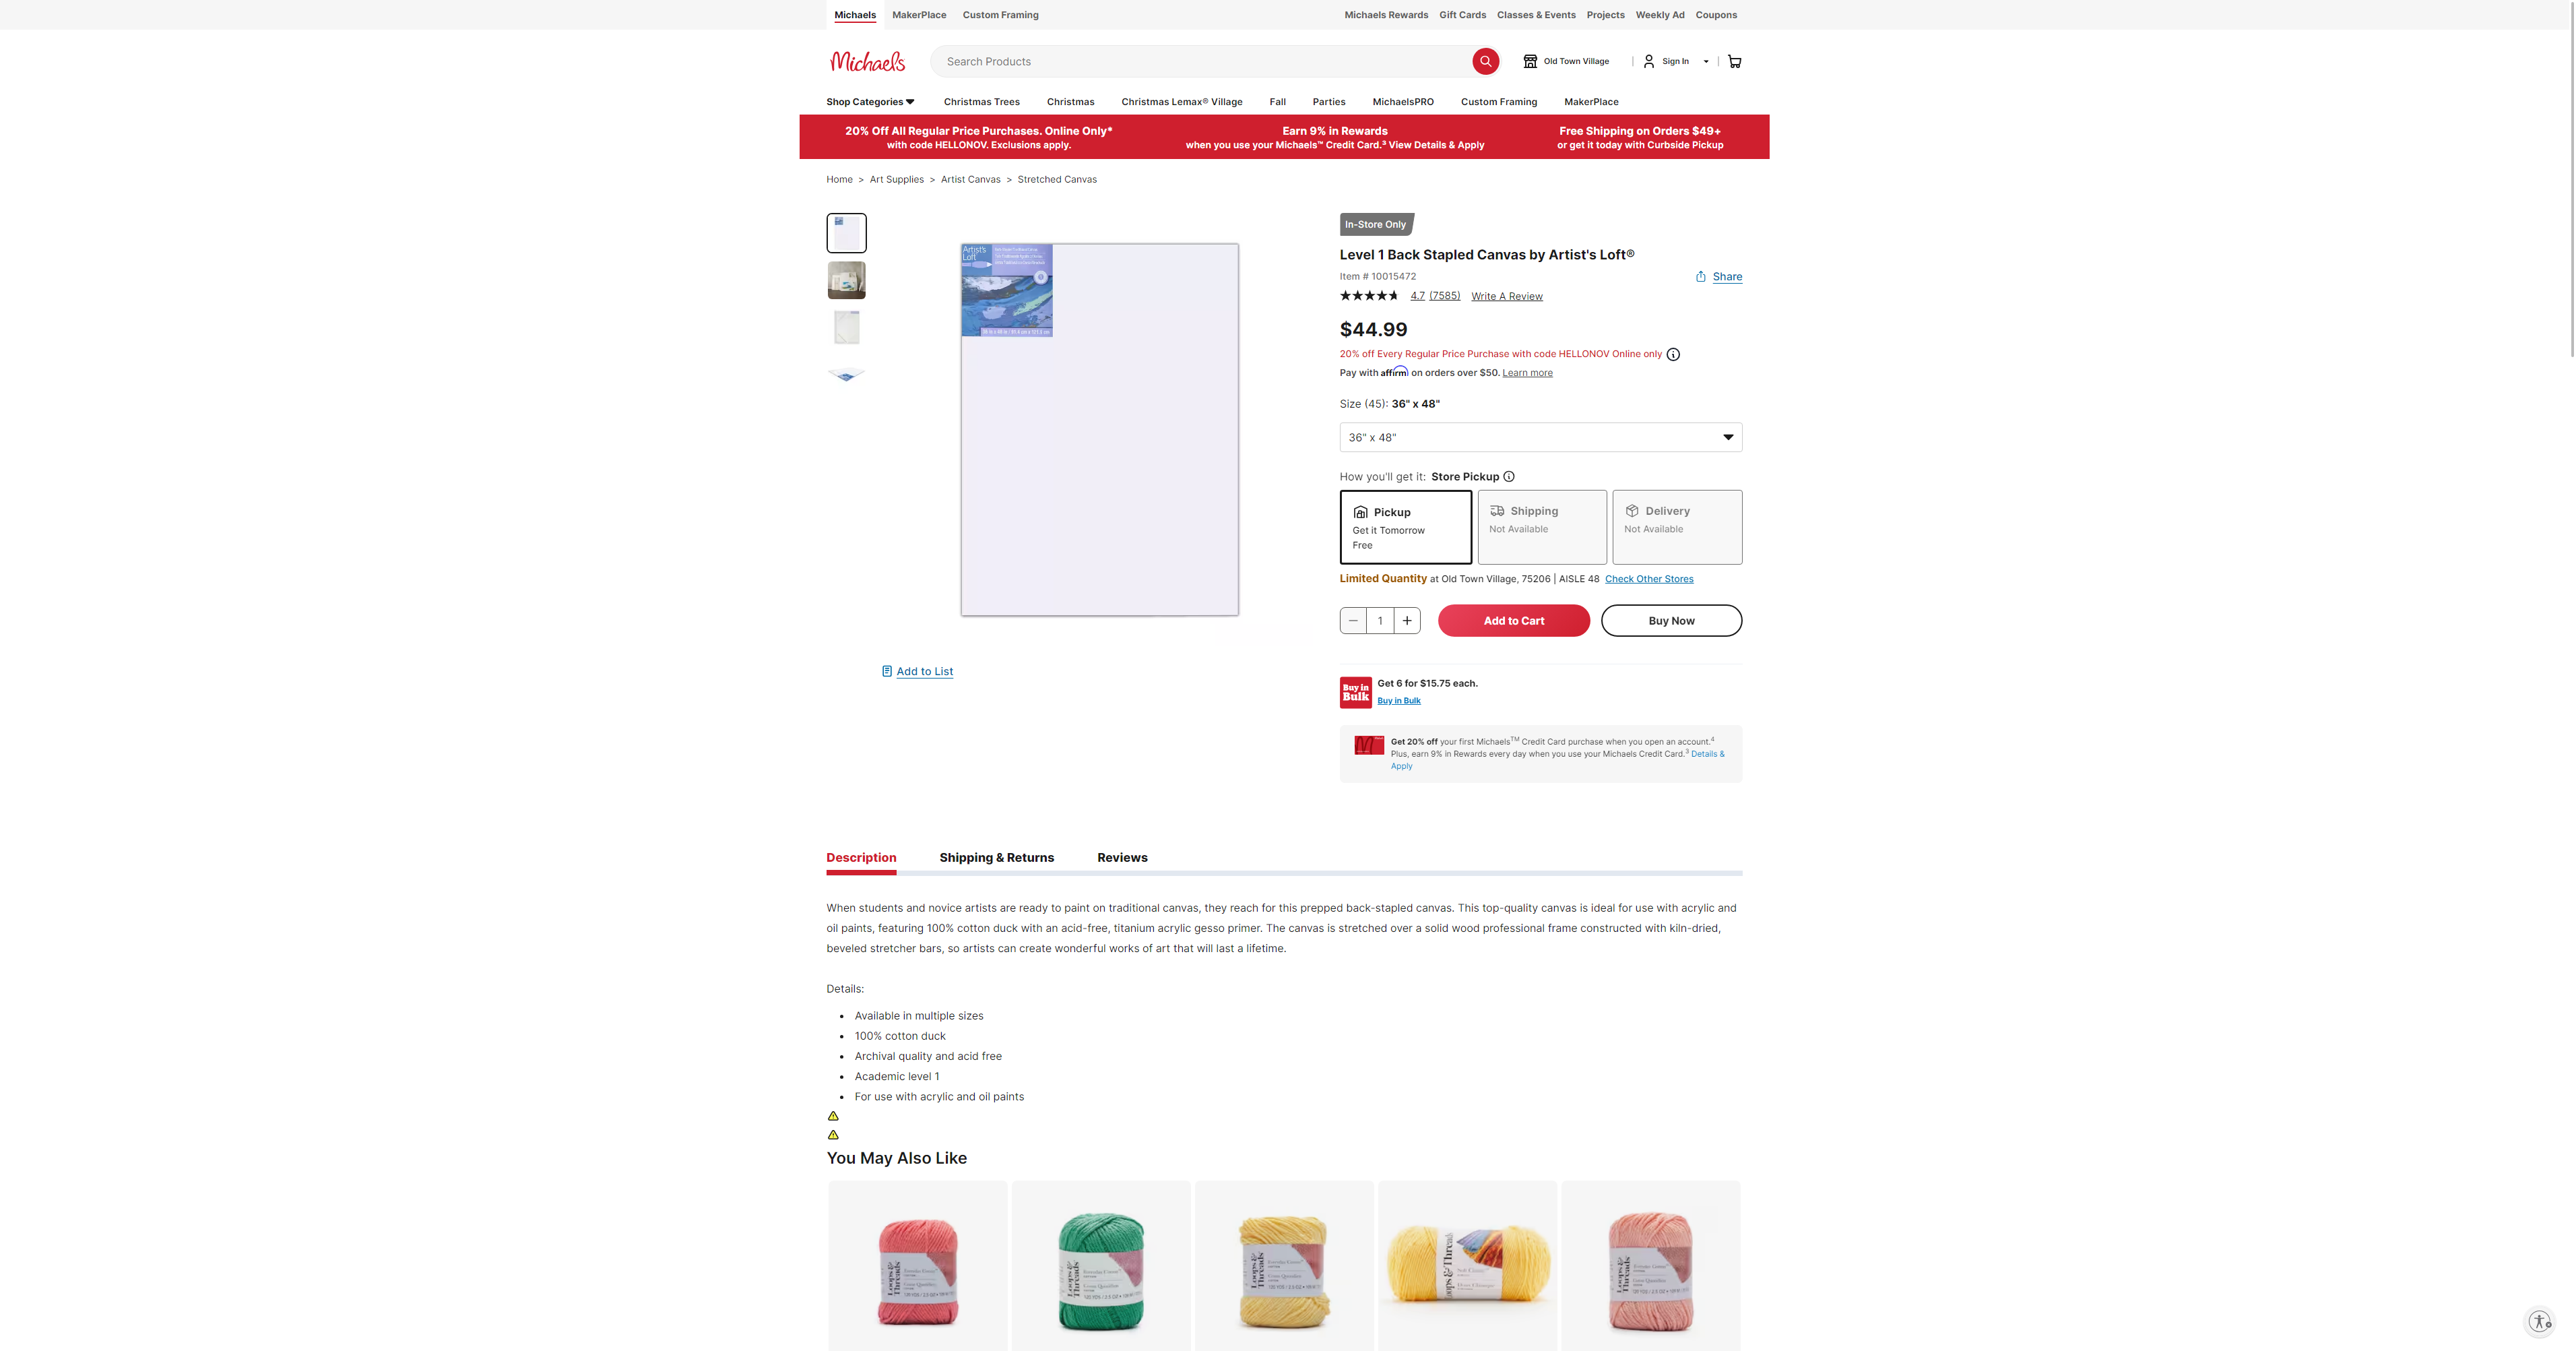 Michaels MakerPlace Custom Framing
Michaels Rewards Gift Cards Classes & Events Projects Weekly Ad Coupons
Michaels
Search Products
Old Town Village | Sign In |
Shop Categories Christmas Trees Christmas Christmas Lemax® Village Fall Parties MichaelsPRO Custom Framing MakerPlace
20% Off All Regular Price Purchases. Online Only*
with code HELLONOV. Exclusions apply.
Earn 9% in Rewards
when you use your Michaels™ Credit Card.³ View Details & Apply
Free Shipping on Orders $49+
or get it today with Curbside Pickup
Home > Art Supplies > Artist Canvas > Stretched Canvas
Artist's
Loft
In-Store Only
Level 1 Back Stapled Canvas by Artist's Loft®
Item # 10015472
Share
4.7 (7585) Write A Review
$44.99
20% off Every Regular Price Purchase with code HELLONOV Online only
Pay with affirm on orders over $50. Learn more
Size (45): 36" x 48"
36" x 48"
How you'll get it: Store Pickup
Pickup
Get it Tomorrow
Free
Shipping
Not Available
Delivery
Not Available
Limited Quantity at Old Town Village, 75206 | AISLE 48 Check Other Stores
1
Add to Cart
Buy Now
Add to List
Buy in
Bulk
Get 6 for $15.75 each.
Buy in Bulk
Get 20% off your first Michaels™ Credit Card purchase when you open an account.⁴
Plus, earn 9% in Rewards every day when you use your Michaels Credit Card.³ Details &
Apply
Description Shipping & Returns Reviews
When students and novice artists are ready to paint on traditional canvas, they reach for this prepped back-stapled canvas. This top-quality canvas is ideal for use with acrylic and
oil paints, featuring 100% cotton duck with an acid-free, titanium acrylic gesso primer. The canvas is stretched over a solid wood professional frame constructed with kiln-dried,
beveled stretcher bars, so artists can create wonderful works of art that will last a lifetime.
Details:
• Available in multiple sizes
• 100% cotton duck
• Archival quality and acid free
• Academic level 1
• For use with acrylic and oil paints
You May Also Like
Loops &
Threads
Loops &
Threads
Loops &
Threads
Loops & Threads
Loops &
Threads